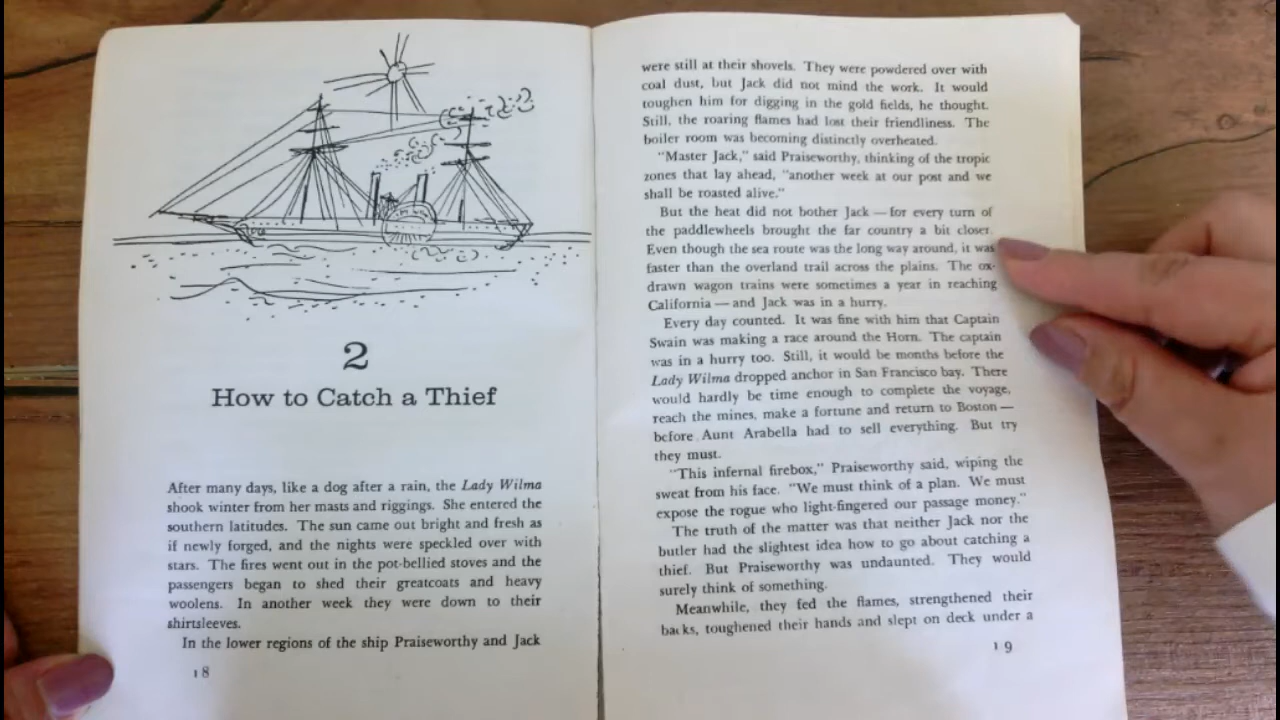 2
How to Catch a Thief
After many days, like a dog after a rain, the Lady Wilma
shook winter from her masts and riggings. She entered the
southern latitudes. The sun came out bright and fresh as
if newly forged, and the nights were speckled over with
stars. The fires went out in the pot-bellied stoves and the
passengers began to shed their greatcoats and heavy
woolens. In another week they were down to their
shirtsleeves.
In the lower regions of the ship Praiseworthy and Jack
18
were still at their shovels. They were powdered over with
coal dust, but Jack did not mind the work. It would
toughen him for digging in the gold fields, he thought.
Still, the roaring flames had lost their friendliness. The
boiler room was becoming distinctly overheated.
"Master Jack," said Praiseworthy, thinking of the tropic
zones that lay ahead, "another week at our post and we
shall be roasted alive."
But the heat did not bother Jack — for every turn of
the paddlewheels brought the far country a bit closer.
Even though the sea route was the long way around, it was
faster than the overland trail across the plains. The ox-
drawn wagon trains were sometimes a year in reaching
California — and Jack was in a hurry.
Every day counted. It was fine with him that Captain
Swain was making a race around the Horn. The captain
was in a hurry too. Still, it would be months before the
Lady Wilma dropped anchor in San Francisco bay. There
would hardly be time enough to complete the voyage,
reach the mines, make a fortune and return to Boston —
before Aunt Arabella had to sell everything. But try
they must.
"This infernal firebox," Praiseworthy said, wiping the
sweat from his face. "We must think of a plan. We must
expose the rogue who light-fingered our passage money."
The truth of the matter was that neither Jack nor the
butler had the slightest idea how to go about catching a
thief. But Praiseworthy was undaunted. They would
surely think of something.
Meanwhile, they fed the flames, strengthened their
backs, toughened their hands and slept on deck under a
19